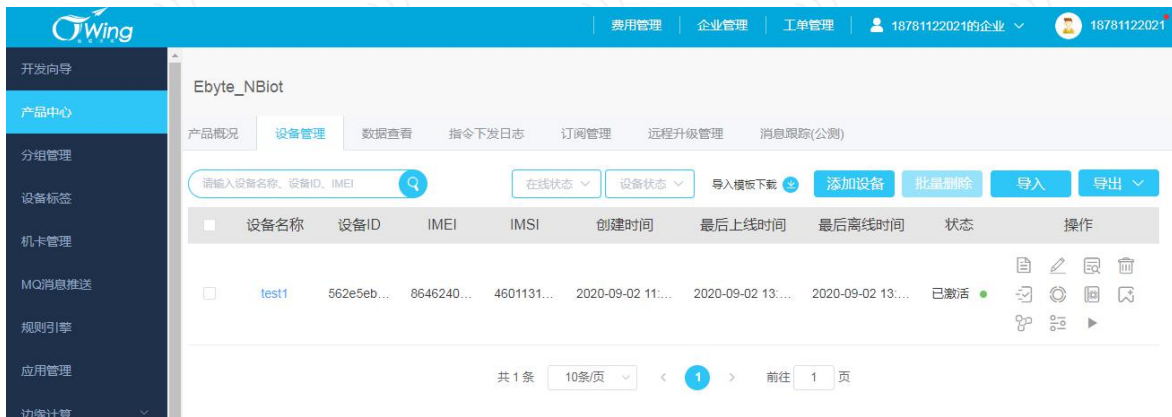 CTWing
费用管理 企业管理 工单管理 18781122021的企业 18781122021
开发向导
产品中心
分组管理
设备标签
机卡管理
MQ消息推送
规则引擎
应用管理
边缘计算
Ebyte_NBiot
产品概况 设备管理 数据查看 指令下发日志 订阅管理 远程升级管理 消息跟踪(公测)
请输入设备名称、设备ID、IMEI 在线状态 设备状态 导入模板下载 添加设备 批量删除 导入 导出
设备名称 设备ID IMEI IMSI 创建时间 最后上线时间 最后离线时间 状态 操作
test1 562e5eb... 8646240... 4601131... 2020-09-02 11:... 2020-09-02 13:... 2020-09-02 13:... 已激活
共 1 条 10条/页 < 1 > 前往 1 页